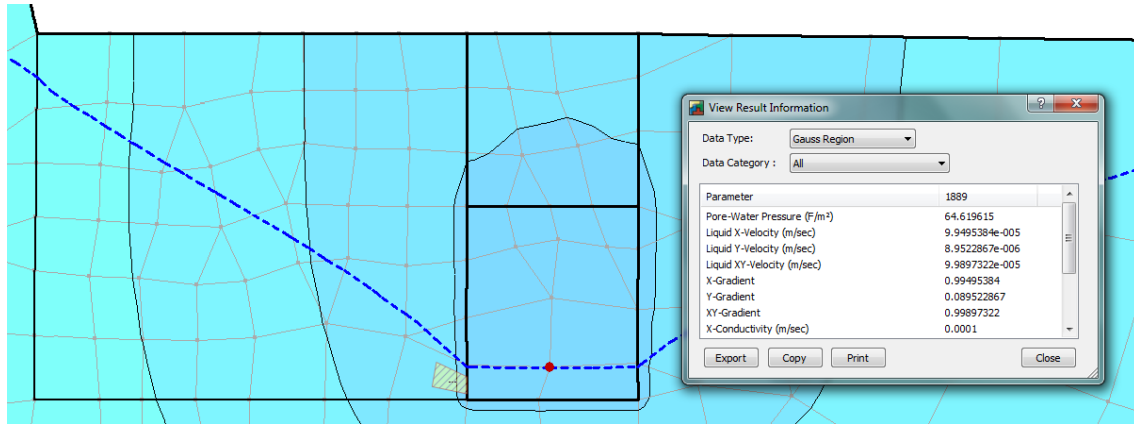 View Result Information
Data Type: Gauss Region
Data Category : All
Parameter 1889
Pore-Water Pressure (F/m²) 64.619615
Liquid X-Velocity (m/sec) 9.9495384e-005
Liquid Y-Velocity (m/sec) 8.9522867e-006
Liquid XY-Velocity (m/sec) 9.9897322e-005
X-Gradient 0.99495384
Y-Gradient 0.089522867
XY-Gradient 0.99897322
X-Conductivity (m/sec) 0.0001
Export Copy Print Close